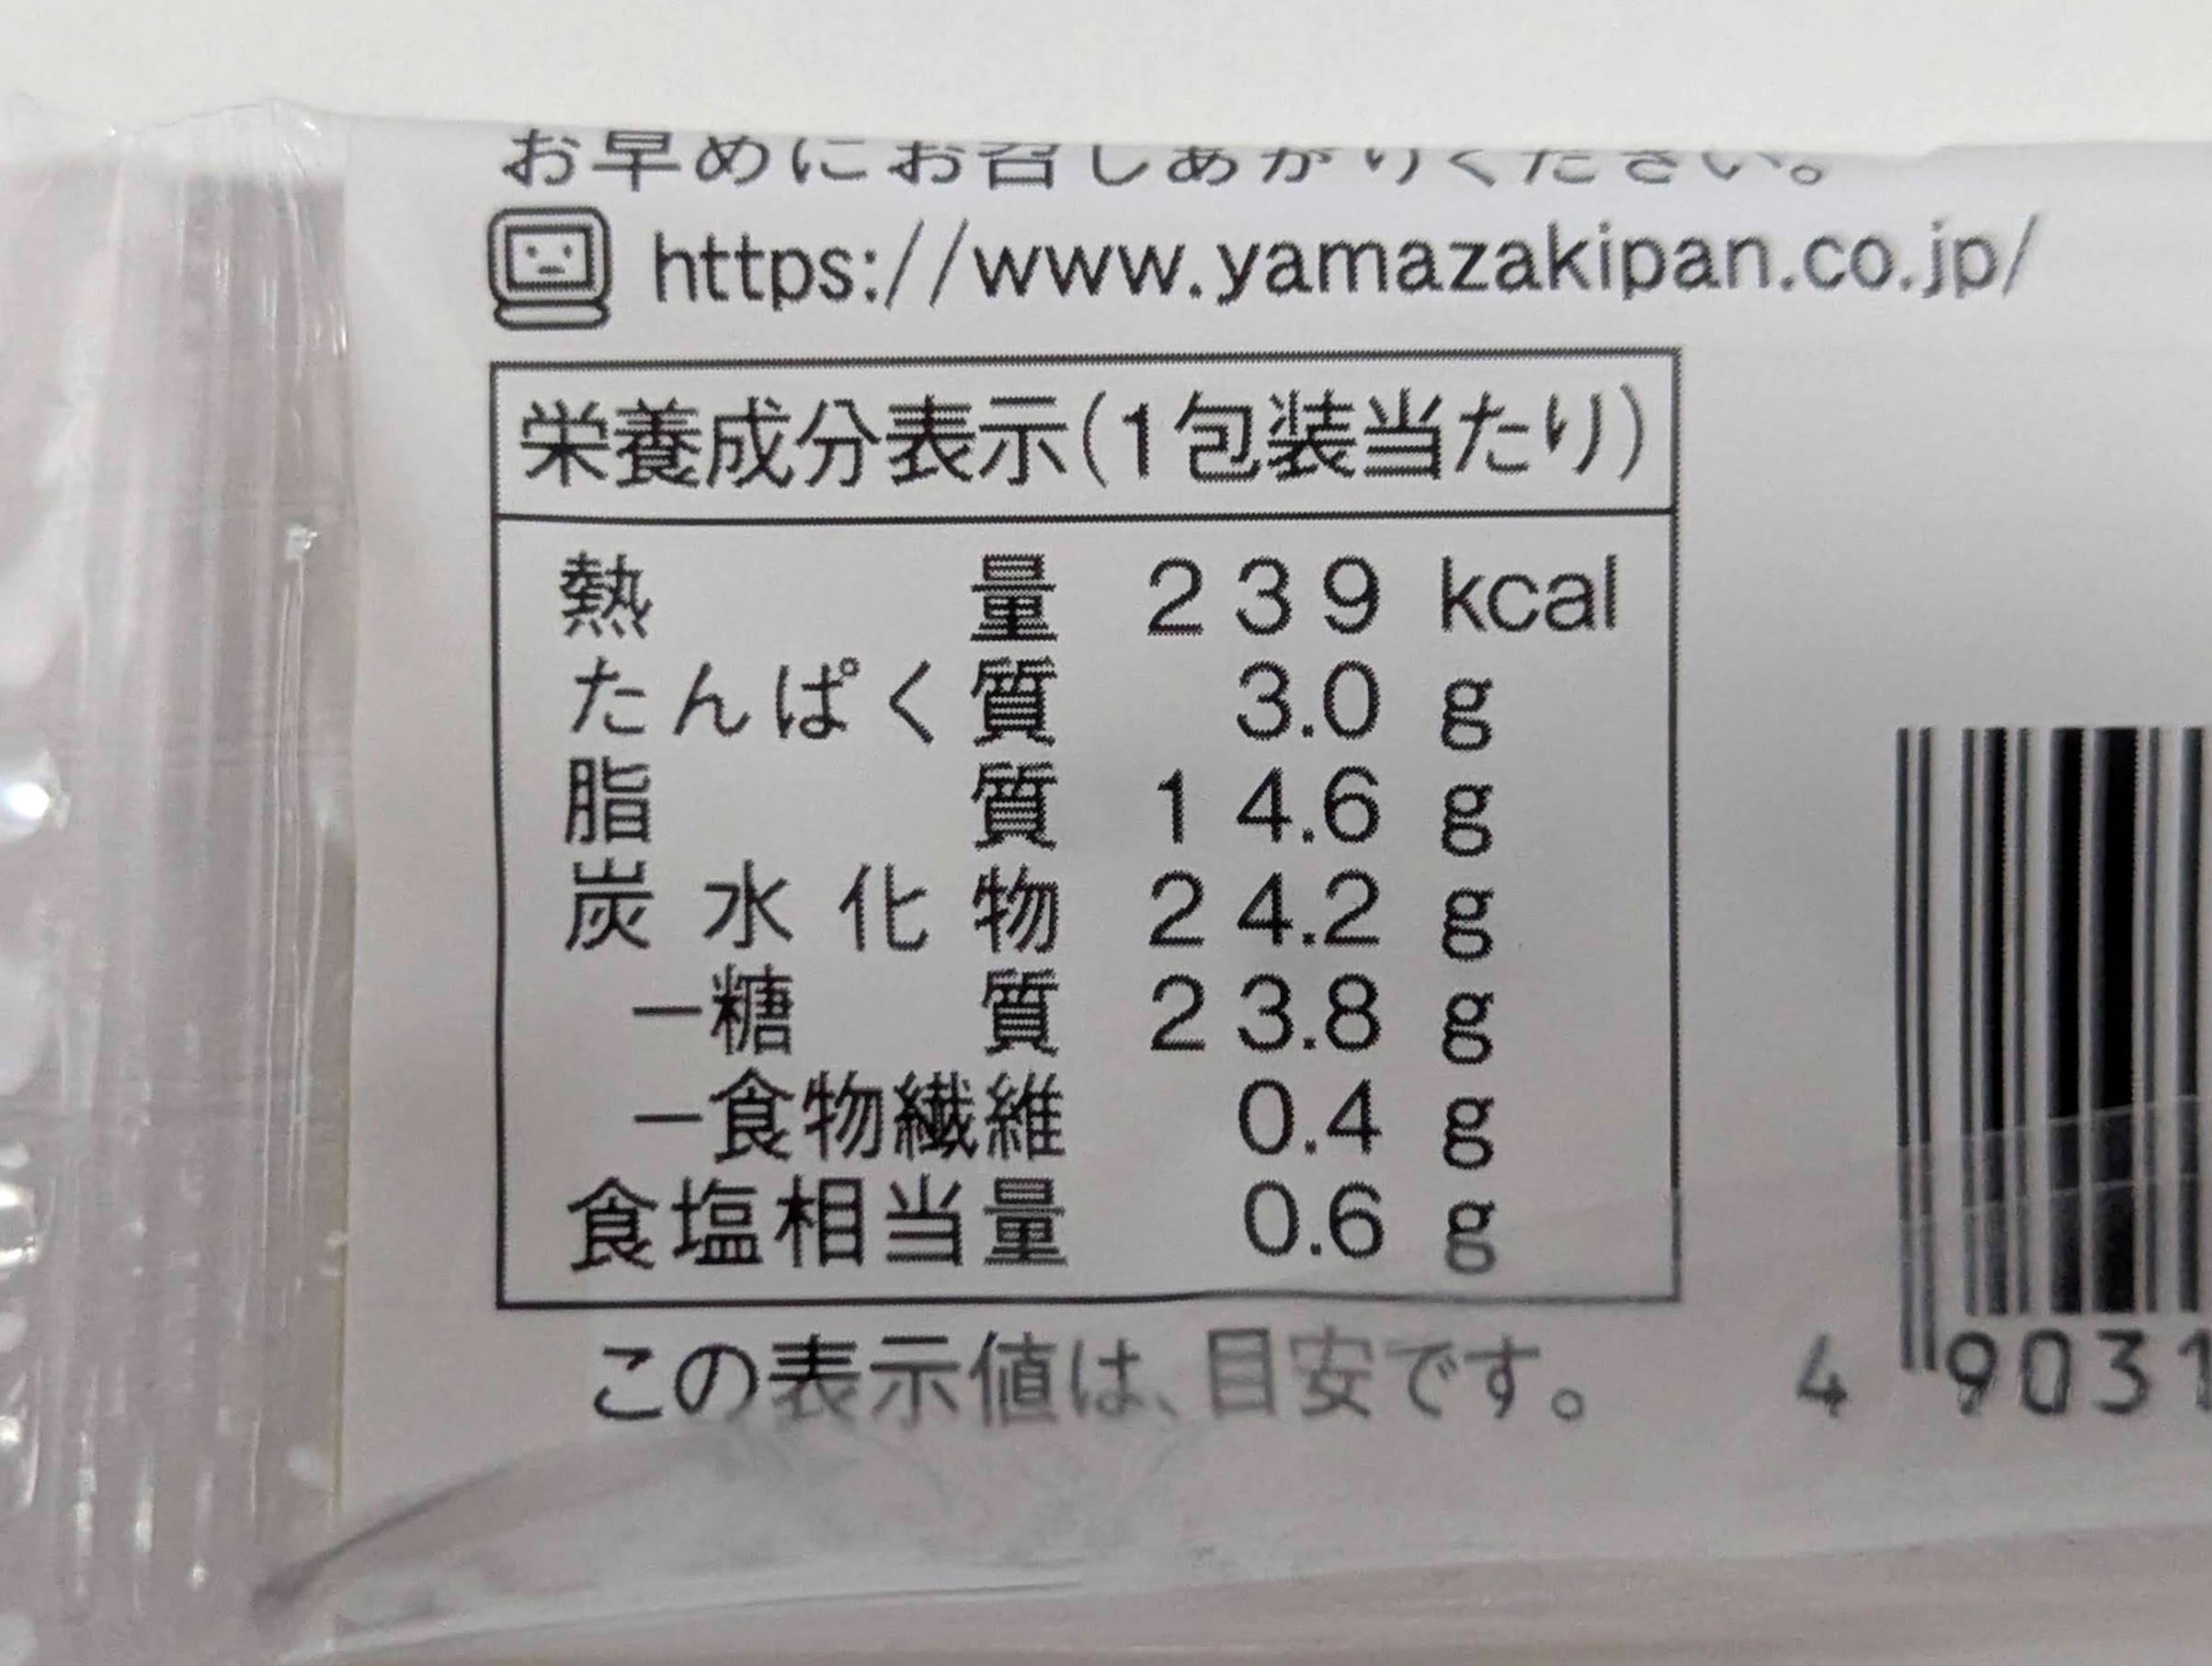 お早めにお召しあがりください。
https://www.yamazakipan.co.jp/
栄養成分表示(1包装当たり)
熱量 239 kcal
たんぱく質 3.0 g
脂質 14.6 g
炭水化物 24.2 g
−糖質 23.8 g
−食物繊維 0.4 g
食塩相当量 0.6 g
この表示値は、目安です。
4 9031